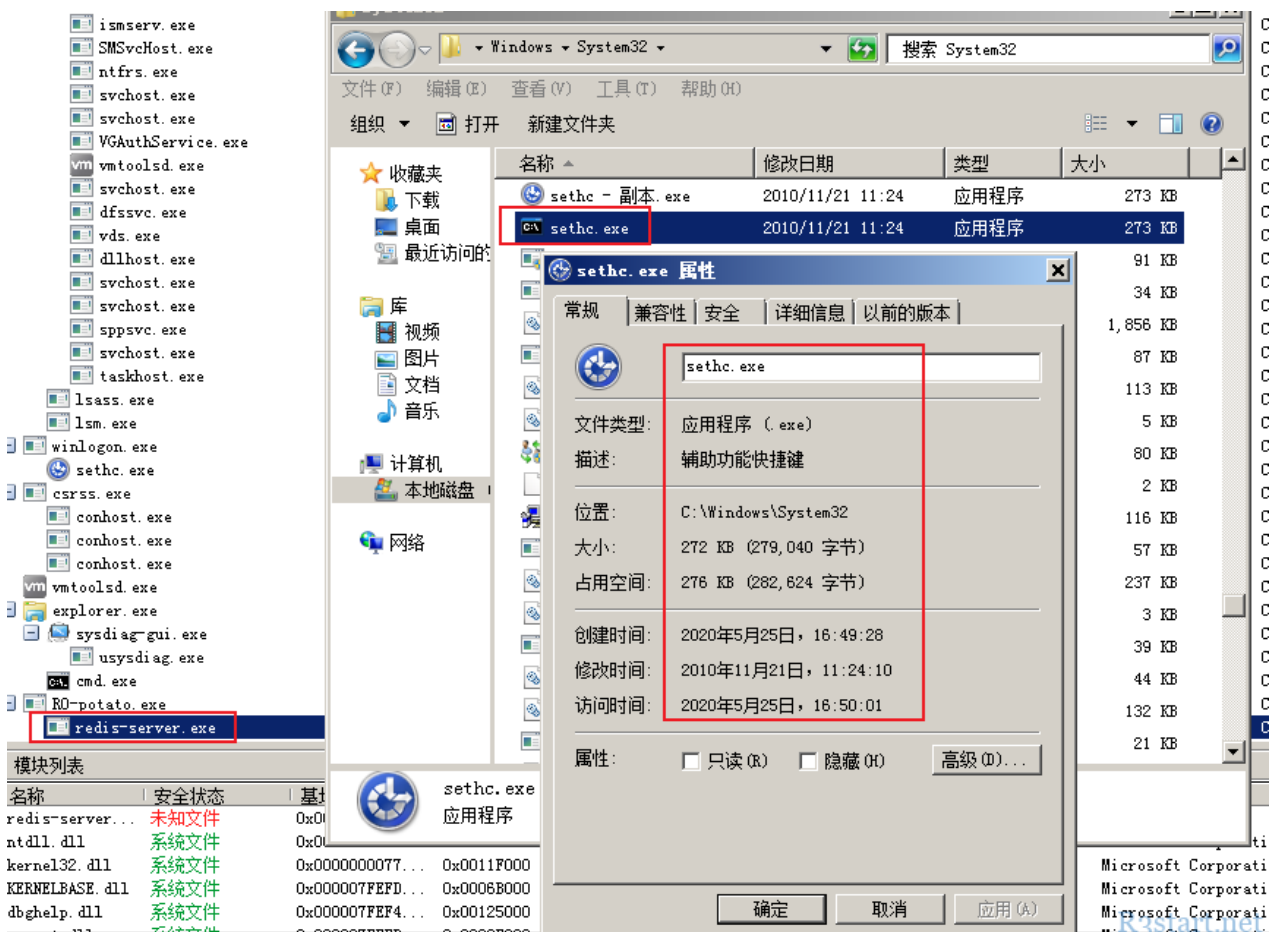 ismserv.exe
SMSvcHost.exe
ntfrs.exe
svchost.exe
svchost.exe
VGAuthService.exe
vmtoolsd.exe
svchost.exe
dfssvc.exe
vds.exe
dllhost.exe
svchost.exe
svchost.exe
sppsvc.exe
svchost.exe
taskhost.exe
lsass.exe
lsm.exe
winlogon.exe
sethc.exe
csrss.exe
conhost.exe
conhost.exe
conhost.exe
vmtoolsd.exe
explorer.exe
sysdiag-gui.exe
usysdiag.exe
cmd.exe
RO-potato.exe
redis-server.exe
模块列表
名称 安全状态
redis-server... 未知文件
ntdll.dll 系统文件
kernel32.dll 系统文件 0x0000000077... 0x0011F000 Microsoft Corporati
KERNELBASE.dll 系统文件 0x000007FEFD... 0x0006B000 Microsoft Corporati
dbghelp.dll 系统文件 0x000007FEF4... 0x00125000 Microsoft Corporati
Windows System32
搜索 System32
文件(F) 编辑(E) 查看(V) 工具(T) 帮助(H)
组织 打开 新建文件夹
收藏夹
下载
桌面
最近访问的
库
视频
图片
文档
音乐
计算机
本地磁盘
网络
名称 修改日期 类型 大小
sethc - 副本.exe 2010/11/21 11:24 应用程序 273 KB
sethc.exe 2010/11/21 11:24 应用程序 273 KB
91 KB
34 KB
1,856 KB
87 KB
113 KB
5 KB
80 KB
2 KB
116 KB
57 KB
237 KB
3 KB
39 KB
44 KB
132 KB
21 KB
sethc.exe
应用程序
sethc.exe 属性
常规 兼容性 安全 详细信息 以前的版本
sethc.exe
文件类型: 应用程序 (.exe)
描述: 辅助功能快捷键
位置: C:\Windows\System32
大小: 272 KB (279,040 字节)
占用空间: 276 KB (282,624 字节)
创建时间: 2020年5月25日，16:49:28
修改时间: 2010年11月21日，11:24:10
访问时间: 2020年5月25日，16:50:01
属性: 只读(R) 隐藏(H) 高级(D)...
确定 取消 应用(A)
R3start.net